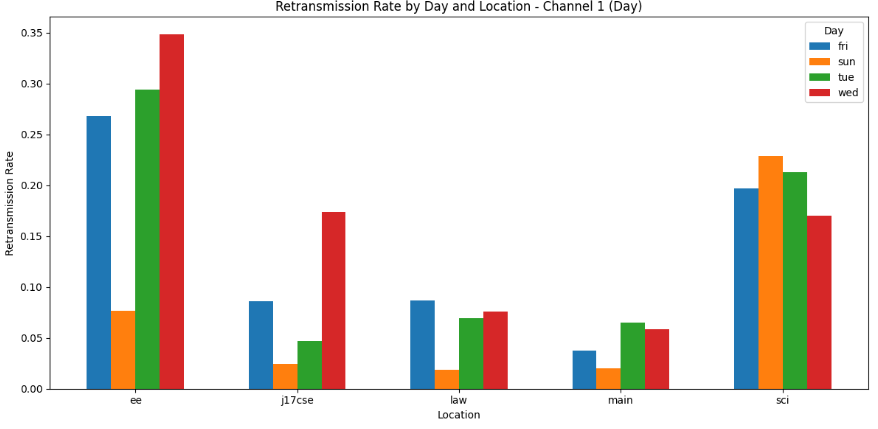 Retransmission Rate by Day and Location - Channel 1 (Day)
Retransmission Rate
0.35
0.30
0.25
0.20
0.15
0.10
0.05
0.00
Day
fri
sun
tue
wed
ee
j17cse
law
main
sci
Location